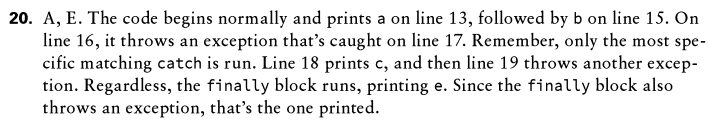 20. A, E. The code begins normally and prints a on line 13, followed by b on line 15. On
line 16, it throws an exception that's caught on line 17. Remember, only the most spe-
cific matching catch is run. Line 18 prints c, and then line 19 throws another excep-
tion. Regardless, the finally block runs, printing e. Since the finally block also
throws an exception, that's the one printed.